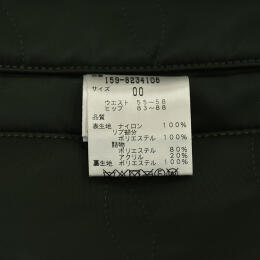 159-8234108
サイズ
00
ウエスト 55~58
ヒップ 83~88
品質
表生地 ナイロン 100%
リブ部分
ポリエステル 100%
詰物
ポリエステル 80%
アクリル 20%
裏生地 ポリエステル 100%